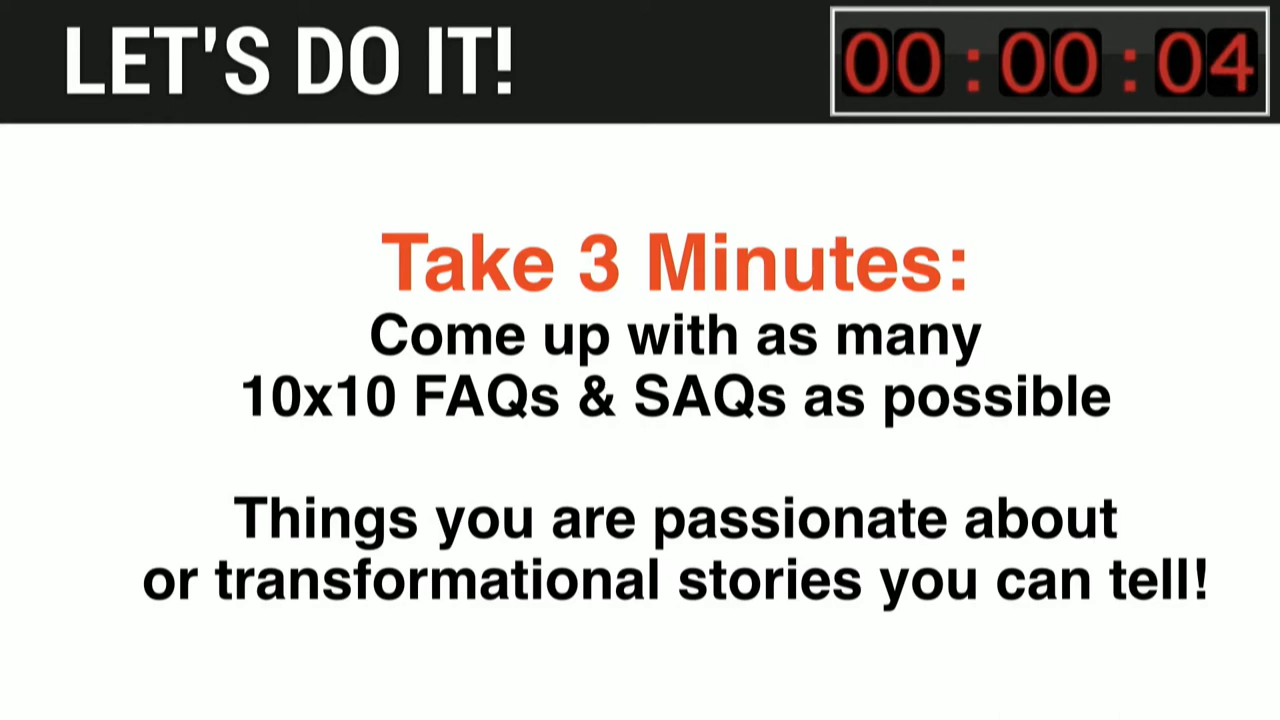 LET'S DO IT!
00:00:04
Take 3 Minutes:
Come up with as many
10x10 FAQs & SAQs as possible
Things you are passionate about
or transformational stories you can tell!